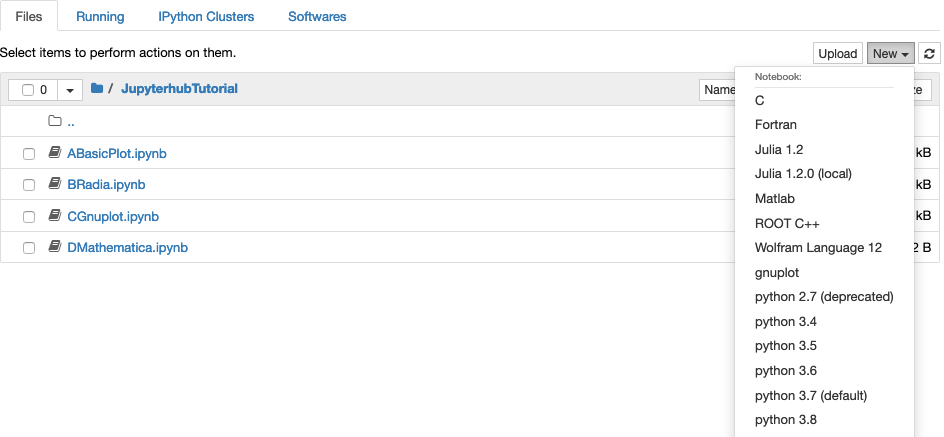 Files Running IPython Clusters Softwares
Select items to perform actions on them. Upload New
0 / JupyterhubTutorial Name
..
ABasicPlot.ipynb kB
BRadia.ipynb kB
CGnuplot.ipynb kB
DMathematica.ipynb 2 B
Notebook:
C
Fortran
Julia 1.2
Julia 1.2.0 (local)
Matlab
ROOT C++
Wolfram Language 12
gnuplot
python 2.7 (deprecated)
python 3.4
python 3.5
python 3.6
python 3.7 (default)
python 3.8